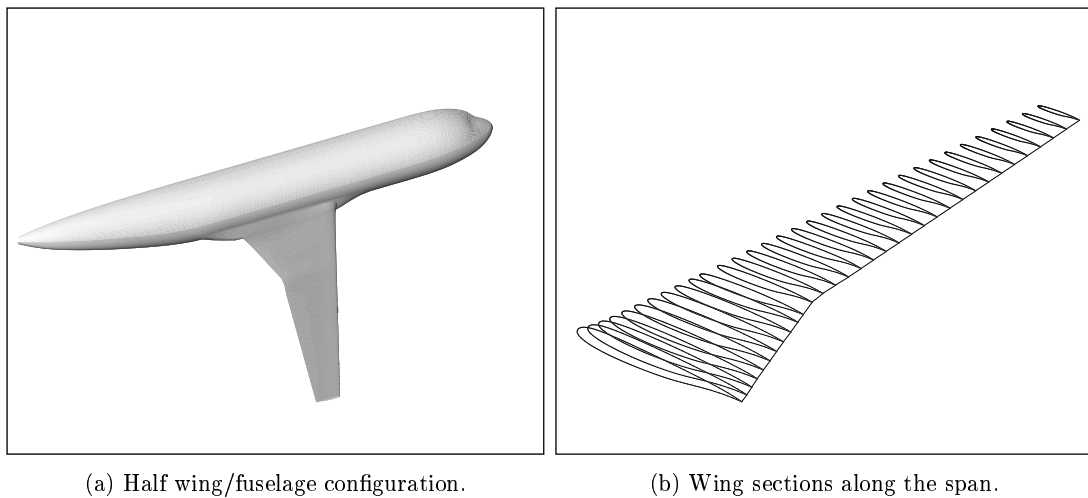 (a) Half wing/fuselage configuration.
(b) Wing sections along the span.